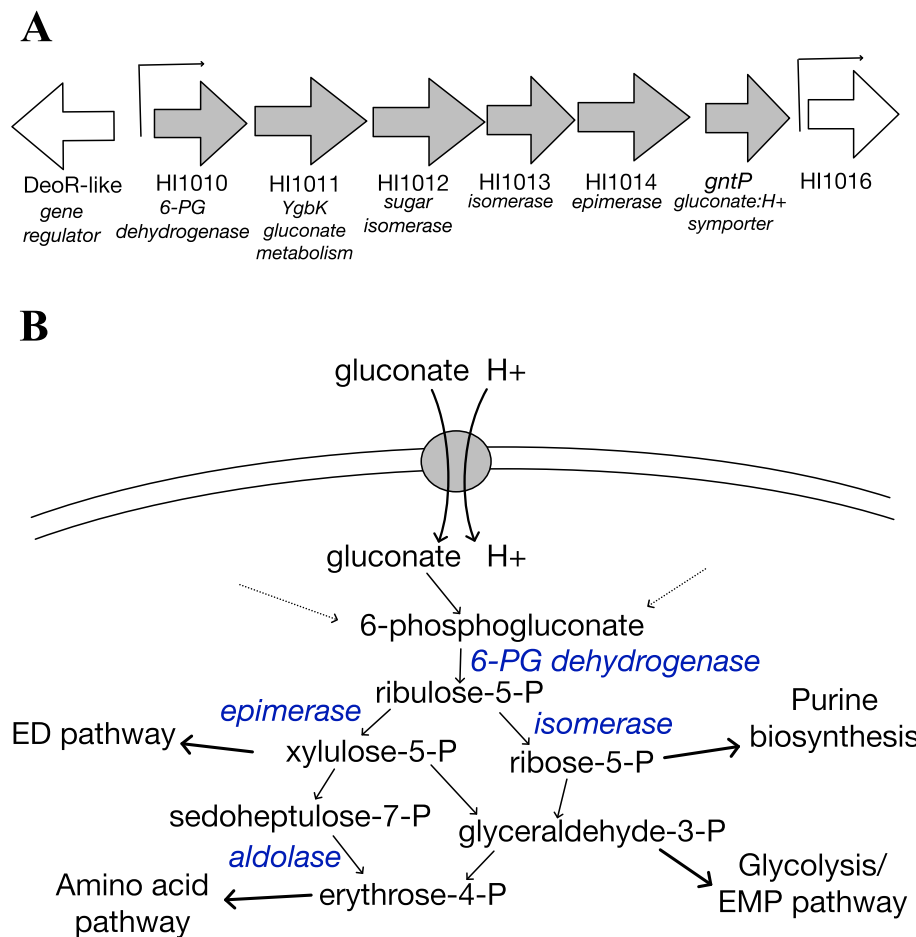 A
DeoR-like
gene
regulator
HI1010
6-PG
dehydrogenase
HI1011
YgbK
gluconate
metabolism
HI1012
sugar
isomerase
HI1013
isomerase
HI1014
epimerase
gntP
gluconate:H+
symporter
HI1016
B
gluconate H+
gluconate H+
6-phosphogluconate
6-PG dehydrogenase
ribulose-5-P
epimerase
isomerase
Purine
biosynthesis
ED pathway
xylulose-5-P
ribose-5-P
sedoheptulose-7-P
glyceraldehyde-3-P
aldolase
Glycolysis/
EMP pathway
Amino acid
pathway
erythrose-4-P